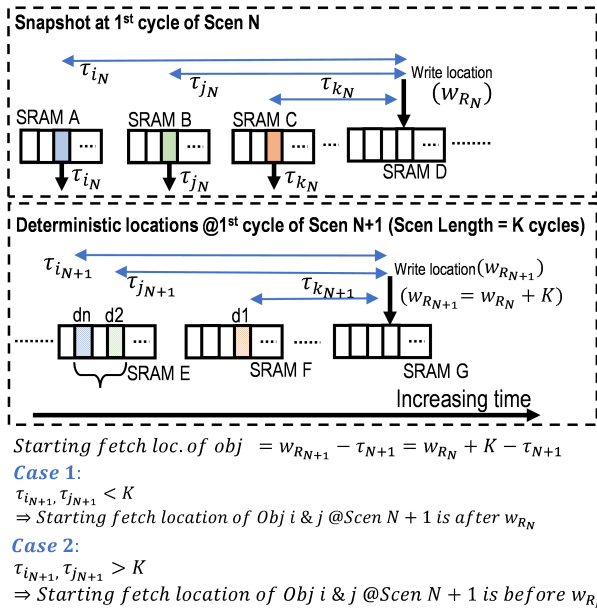 Snapshot at 1st cycle of Scen N
τ_{i_N}
τ_{j_N}
τ_{k_N}
Write location
(w_{R_N})
SRAM A
SRAM B
SRAM C
SRAM D
τ_{i_N}
τ_{j_N}
τ_{k_N}
Deterministic locations @1st cycle of Scen N+1 (Scen Length = K cycles)
τ_{i_{N+1}}
τ_{j_{N+1}}
τ_{k_{N+1}}
Write location(w_{R_{N+1}})
(w_{R_{N+1}} = w_{R_N} + K)
dn
d2
d1
SRAM E
SRAM F
SRAM G
Increasing time
Starting fetch loc. of obj = w_{R_{N+1}} − τ_{N+1} = w_{R_N} + K − τ_{N+1}
Case 1:
τ_{i_{N+1}}, τ_{j_{N+1}} < K
⇒ Starting fetch location of Obj i & j @Scen N + 1 is after w_{R_N}
Case 2:
τ_{i_{N+1}}, τ_{j_{N+1}} > K
⇒ Starting fetch location of Obj i & j @Scen N + 1 is before w_R